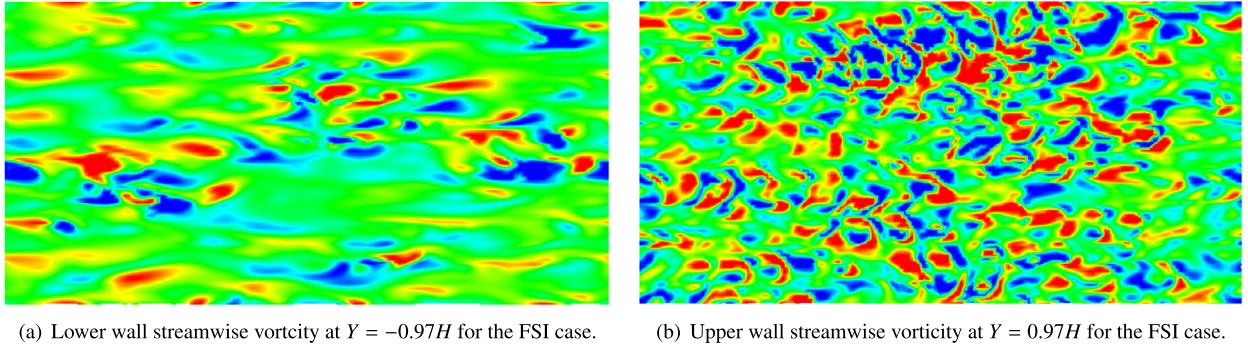 (a) Lower wall streamwise vortcity at Y = −0.97H for the FSI case.
(b) Upper wall streamwise vorticity at Y = 0.97H for the FSI case.